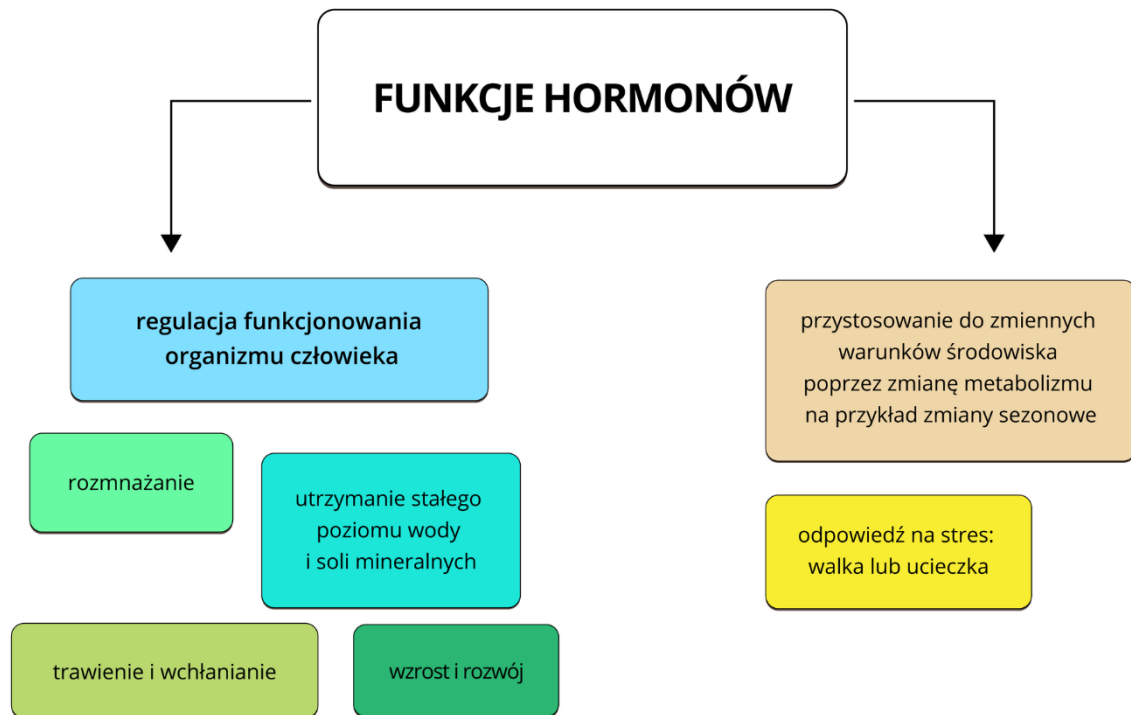 FUNKCJE HORMONÓW
regulacja funkcjonowania
organizmu człowieka
rozmnażanie
utrzymanie stałego
poziomu wody
i soli mineralnych
trawienie i wchłanianie
wzrost i rozwój
przystosowanie do zmiennych
warunków środowiska
poprzez zmianę metabolizmu
na przykład zmiany sezonowe
odpowiedź na stres:
walka lub ucieczka